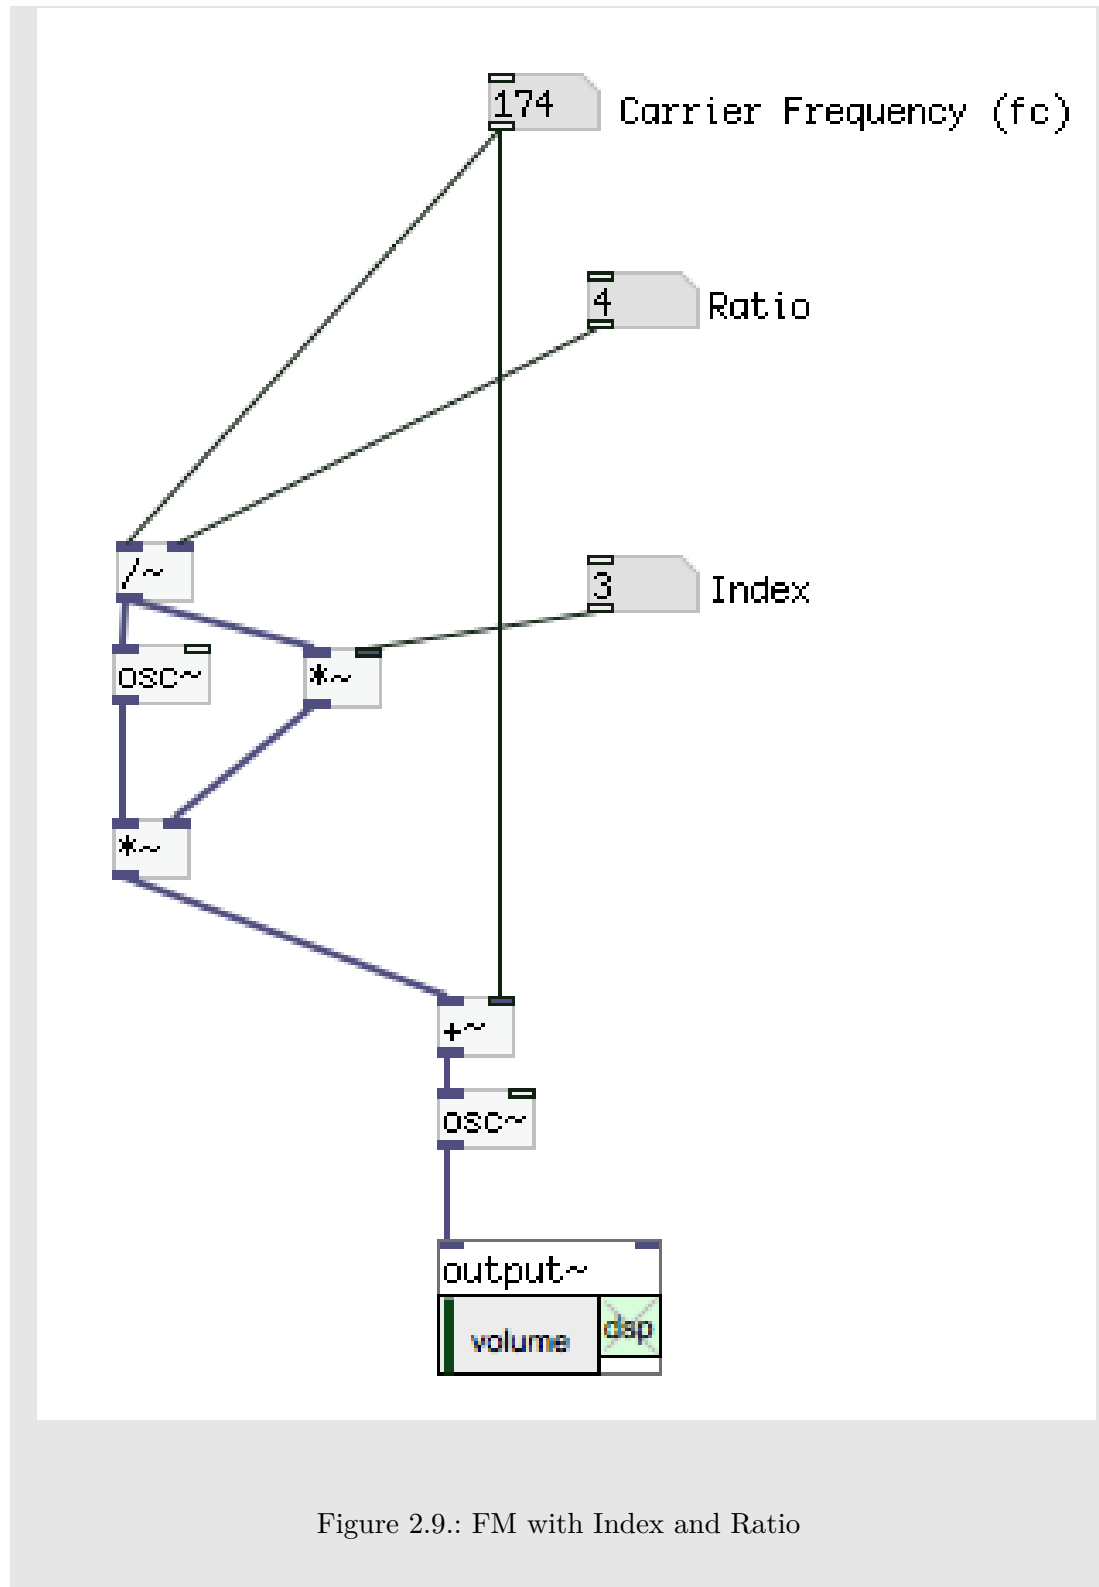 174 Carrier Frequency (fc)
4 Ratio
/~
3 Index
osc~ *~
*~
+~
osc~
output~
volume dsp
Figure 2.9.: FM with Index and Ratio